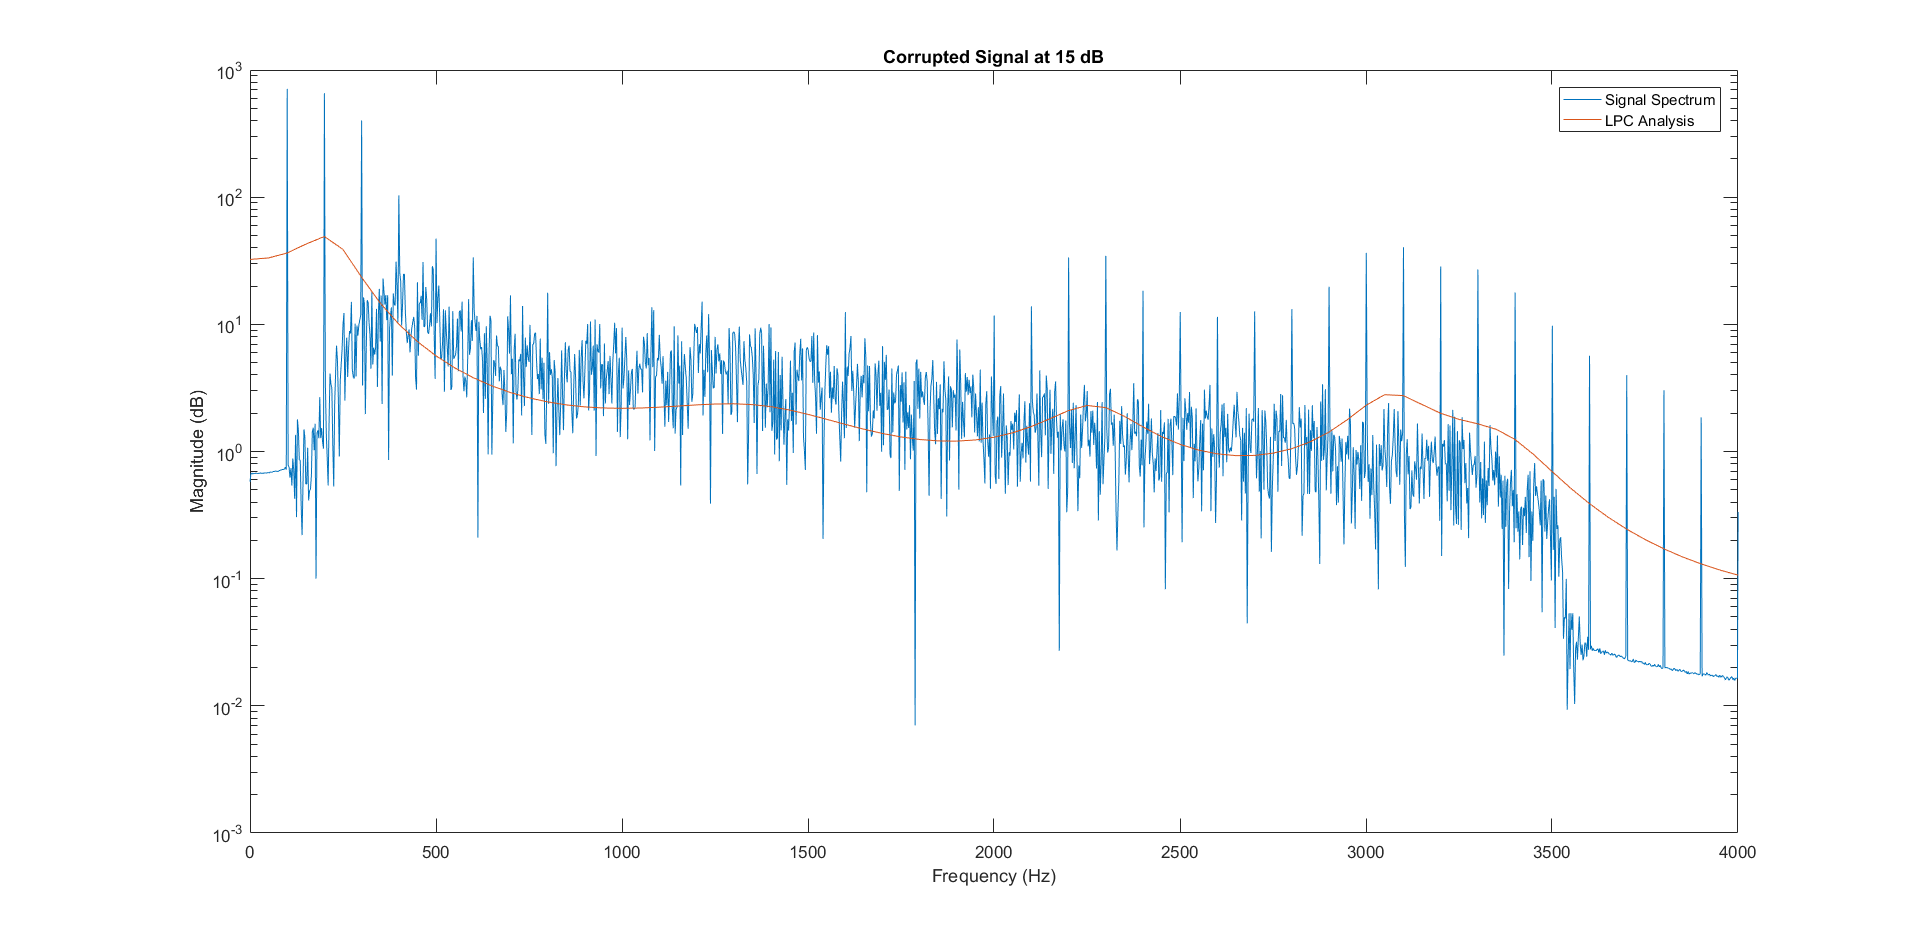 Corrupted Signal at 15 dB
10^3
Signal Spectrum
LPC Analysis
10^2
10^1
10^0
10^-1
10^-2
10^-3
Magnitude (dB)
0 500 1000 1500 2000 2500 3000 3500 4000
Frequency (Hz)